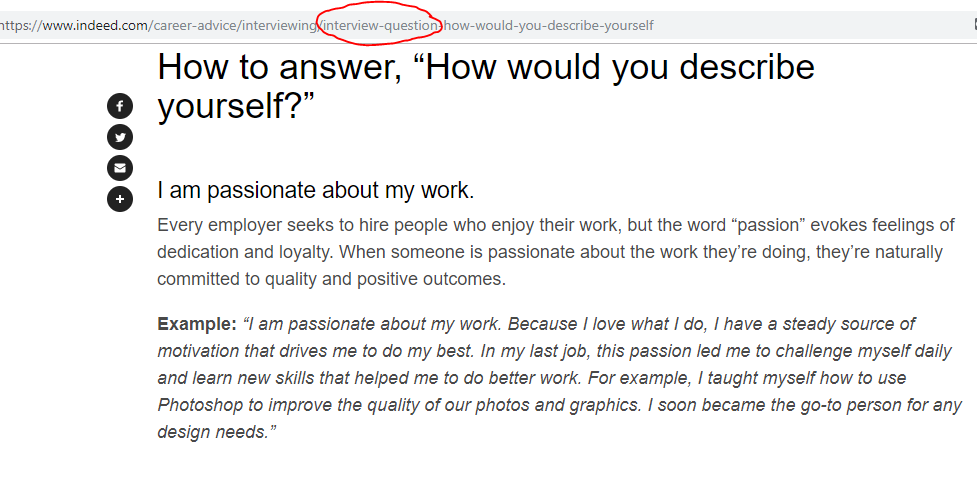 https://www.indeed.com/career-advice/interviewing/interview-question-how-would-you-describe-yourself
How to answer, “How would you describe
yourself?”
I am passionate about my work.
Every employer seeks to hire people who enjoy their work, but the word “passion” evokes feelings of
dedication and loyalty. When someone is passionate about the work they’re doing, they’re naturally
committed to quality and positive outcomes.
Example: “I am passionate about my work. Because I love what I do, I have a steady source of
motivation that drives me to do my best. In my last job, this passion led me to challenge myself daily
and learn new skills that helped me to do better work. For example, I taught myself how to use
Photoshop to improve the quality of our photos and graphics. I soon became the go-to person for any
design needs.”